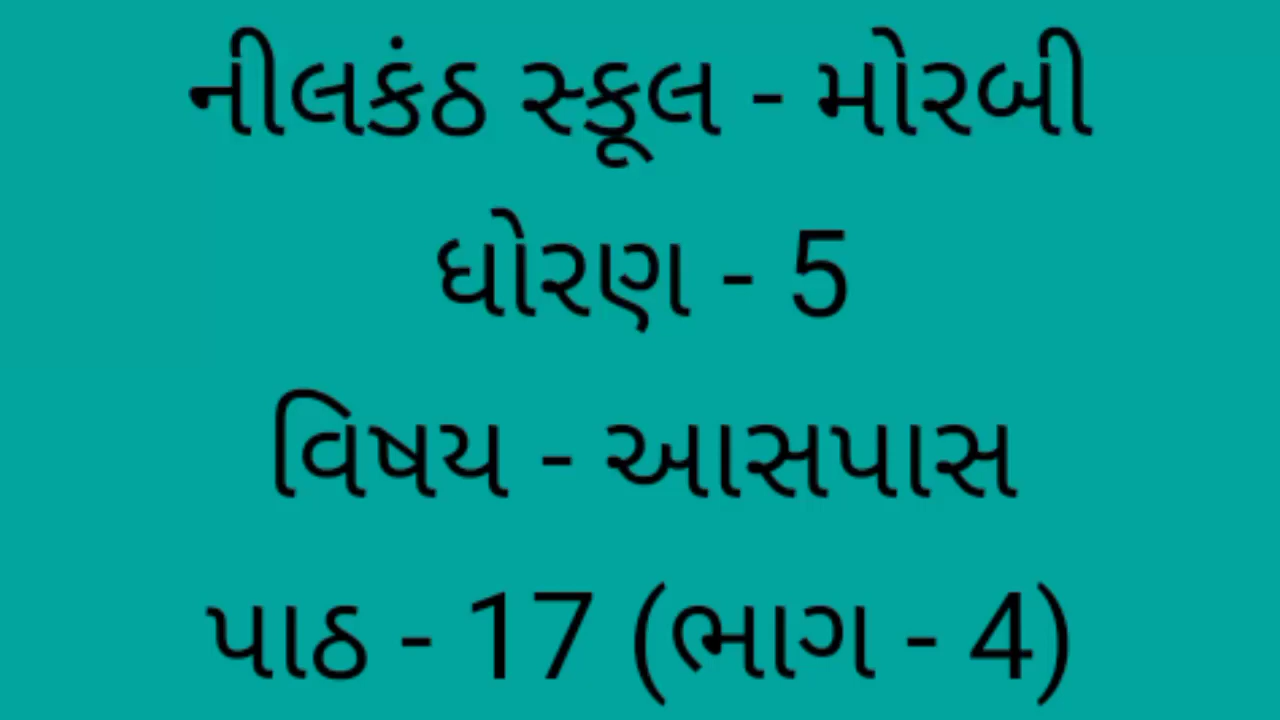 નીલકંઠ સ્કૂલ - મોરબી
ધોરણ - 5
વિષય - આસપાસ
પાઠ - 17 (ભાગ - 4)